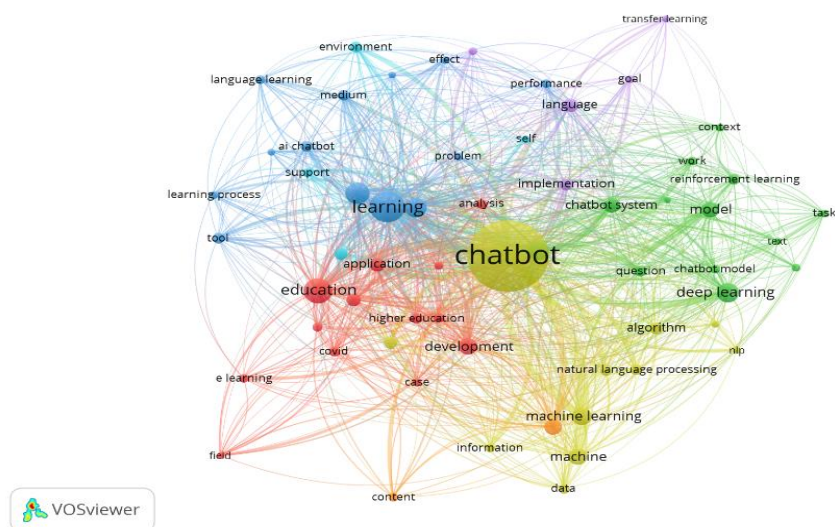 transfer learning
environment
effect
language learning
performance
goal
medium
language
context
self
ai chatbot
problem
work
support
implementation
reinforcement learning
learning process
learning
analysis
chatbot system
model
task
tool
text
chatbot
application
question
chatbot model
education
deep learning
higher education
algorithm
development
covid
nlp
natural language processing
e learning
case
machine learning
information
field
machine
data
content
VOSviewer